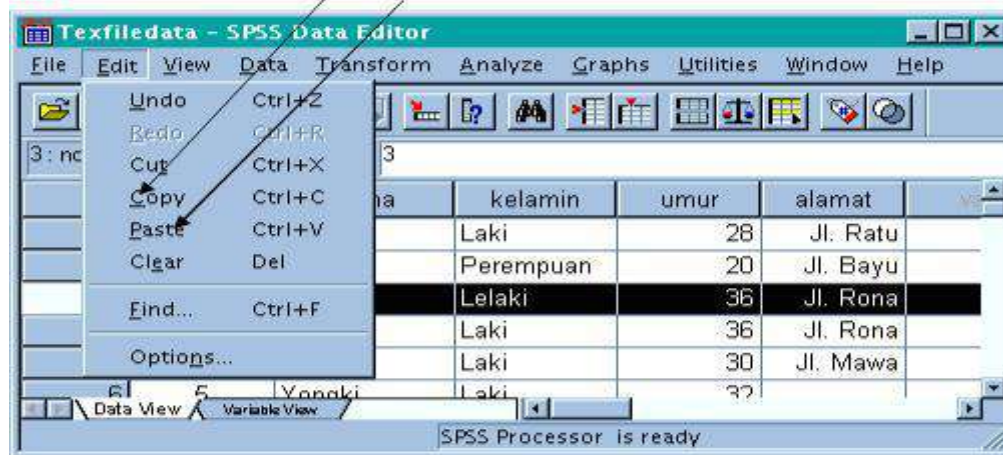 Texfiledata - SPSS Data Editor
File Edit View Data Transform Analyze Graphs Utilities Window Help
Undo Ctrl+Z
Redo Ctrl+R
3 : 3
Cut Ctrl+X
Copy Ctrl+C
kelamin umur alamat
Paste Ctrl+V
Laki 28 Jl. Ratu
Clear Del
Perempuan 20 Jl. Bayu
Lelaki 36 Jl. Rona
Find... Ctrl+F
Laki 36 Jl. Rona
Options...
Laki 30 Jl. Mawa
6 5 Yongki Laki 32
Data View Variable View
SPSS Processor is ready